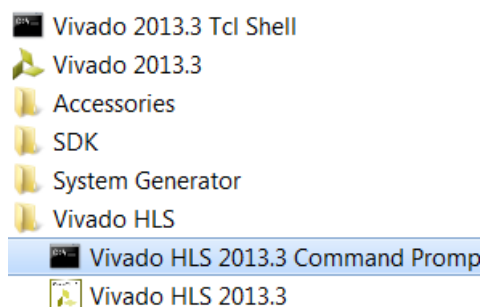 Vivado 2013.3 Tcl Shell
Vivado 2013.3
Accessories
SDK
System Generator
Vivado HLS
Vivado HLS 2013.3 Command Promp
Vivado HLS 2013.3